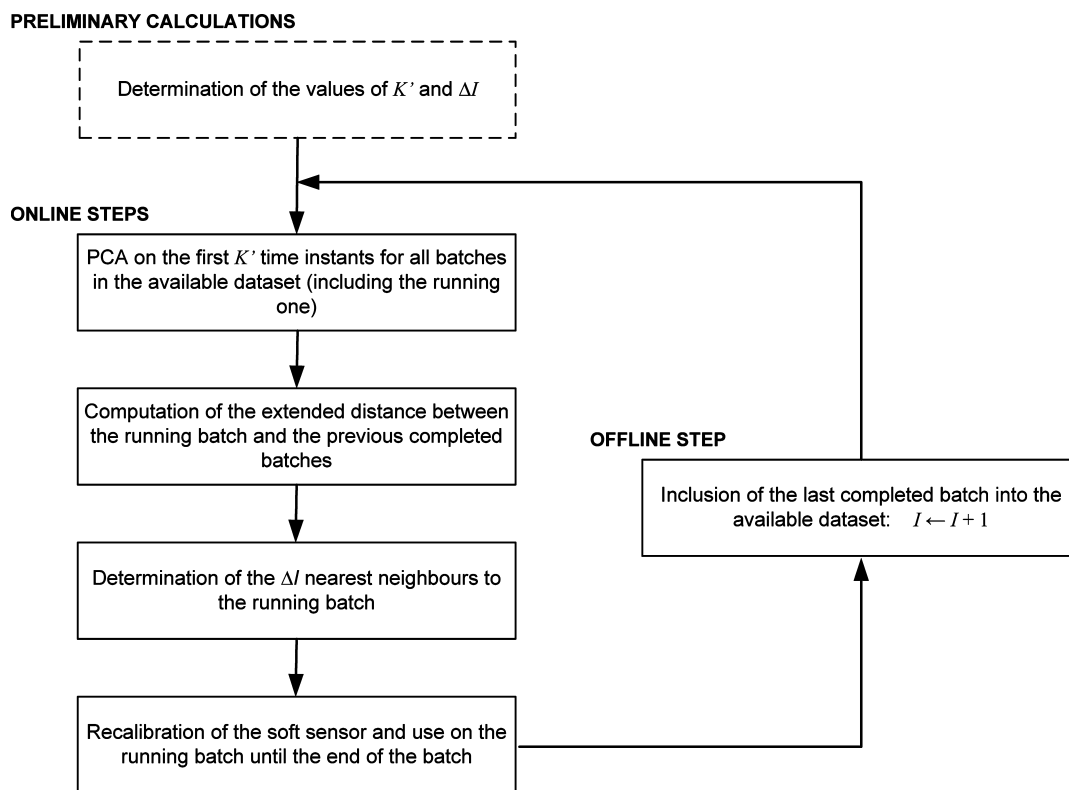 PRELIMINARY CALCULATIONS
Determination of the values of K’ and ΔI
ONLINE STEPS
PCA on the first K’ time instants for all batches
in the available dataset (including the running
one)
Computation of the extended distance between
the running batch and the previous completed
batches
OFFLINE STEP
Inclusion of the last completed batch into the
available dataset: I ← I + 1
Determination of the ΔI nearest neighbours to
the running batch
Recalibration of the soft sensor and use on the
running batch until the end of the batch